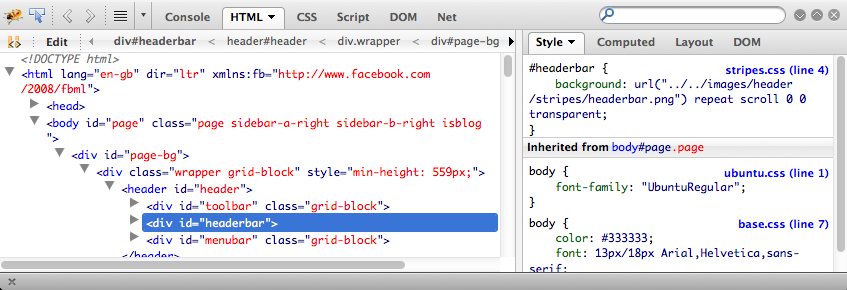 Console HTML CSS Script DOM Net
Edit div#headerbar < header#header < div.wrapper < div#page-bg
Style Computed Layout DOM
<!DOCTYPE html>
<html lang="en-gb" dir="ltr" xmlns:fb="http://www.facebook.com
/2008/fbml">
<head>
<body id="page" class="page sidebar-a-right sidebar-b-right isblog
">
<div id="page-bg">
<div class="wrapper grid-block" style="min-height: 559px;">
<header id="header">
<div id="toolbar" class="grid-block">
<div id="headerbar">
<div id="menubar" class="grid-block">
</header>
#headerbar { stripes.css (line 4)
background: url("../../images/header
/stripes/headerbar.png") repeat scroll 0 0
transparent;
}
Inherited from body#page.page
body { ubuntu.css (line 1)
font-family: "UbuntuRegular";
}
body { base.css (line 7)
color: #333333;
font: 13px/18px Arial,Helvetica,sans-
serif;